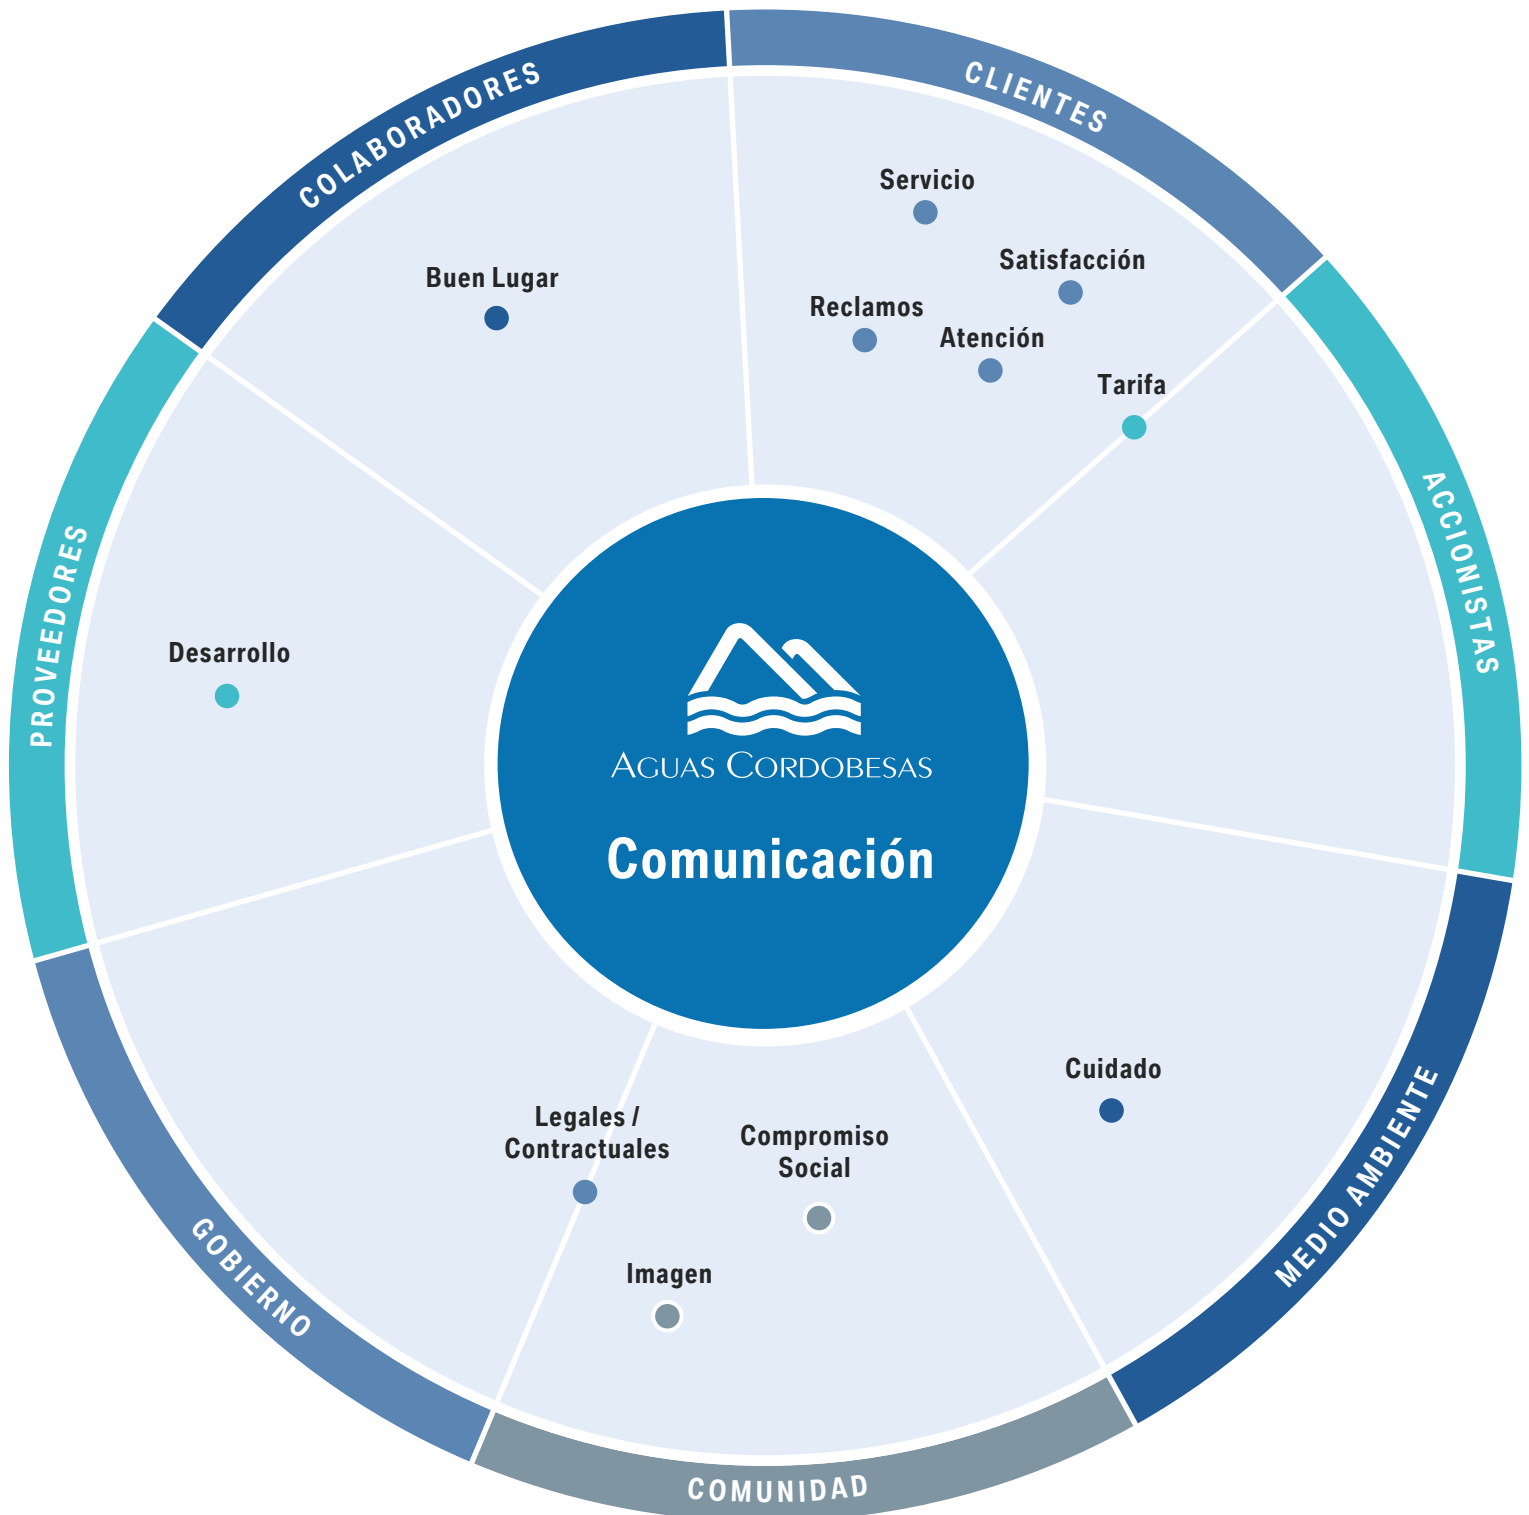 COLABORADORES
CLIENTES
Servicio
Satisfacción
Buen Lugar
Reclamos
Atención
Tarifa
ACCIONISTAS
PROVEEDORES
Desarrollo
AGUAS CORDOBESAS
Comunicación
Cuidado
MEDIO AMBIENTE
Legales /
Contractuales
Compromiso
Social
Imagen
GOBIERNO
COMUNIDAD